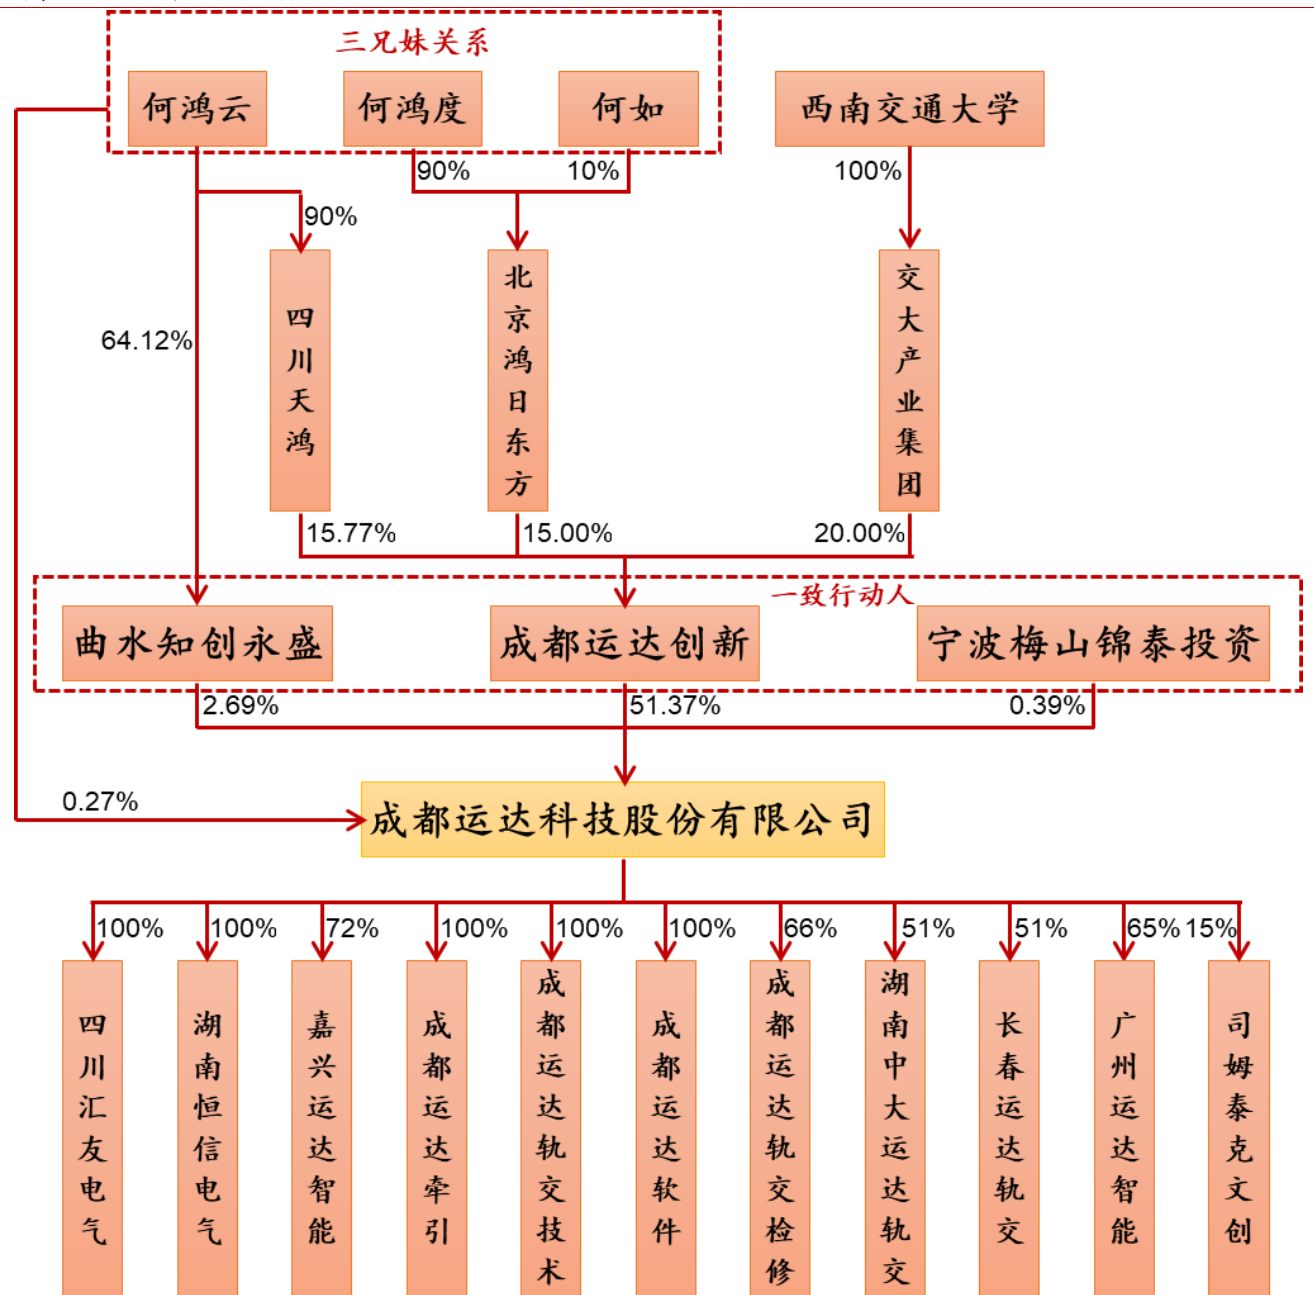 三兄妹关系
何鸿云
何鸿度
何如
西南交通大学
90%
10%
100%
90%
四川天鸿
北京鸿日东方
交大产业集团
64.12%
15.77%
15.00%
20.00%
一致行动人
曲水知创永盛
成都运达创新
宁波梅山锦泰投资
2.69%
51.37%
0.39%
0.27%
成都运达科技股份有限公司
100%
100%
72%
100%
100%
100%
66%
51%
51%
65%
15%
四川汇友电气
湖南恒信电气
嘉兴运达智能
成都运达牵引
成都运达轨交技术
成都运达软件
成都运达轨交检修
湖南中大运达轨交
长春运达轨交
广州运达智能
司姆泰克文创